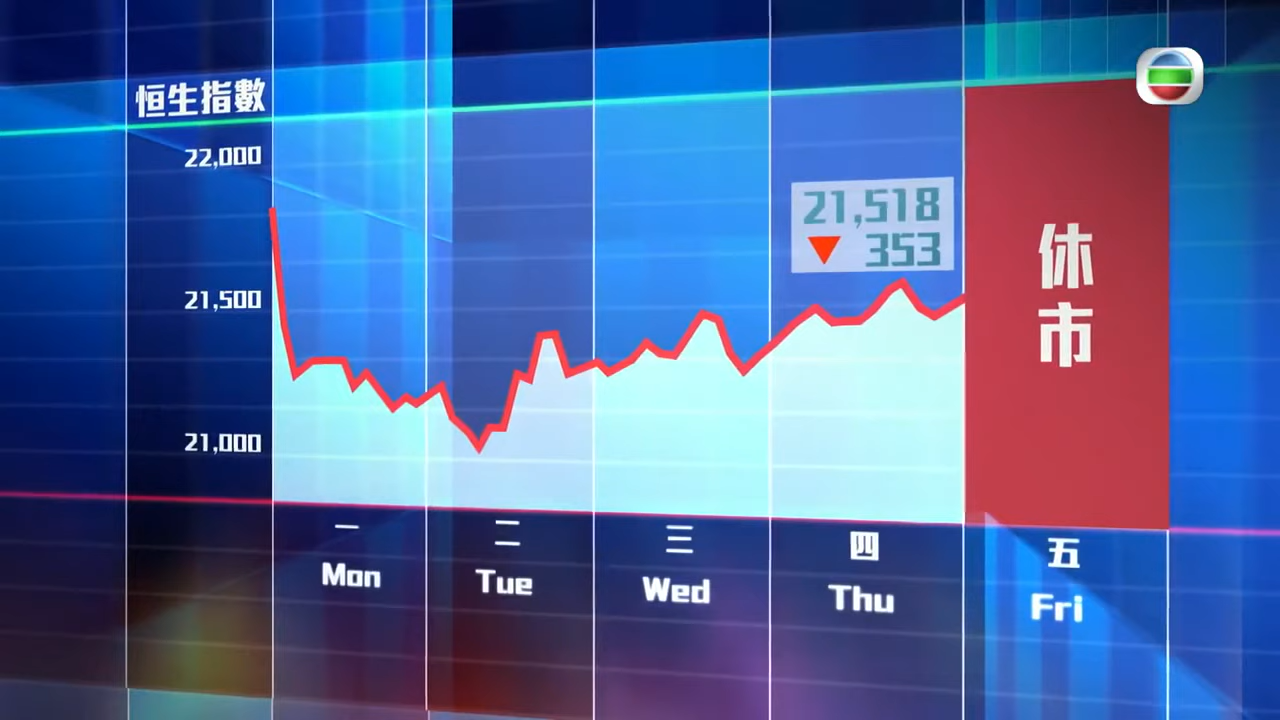 恒生指數
22,000
21,500
21,000
21,518
▼ 353
休
市
一
二
三
四
五
Mon
Tue
Wed
Thu
Fri